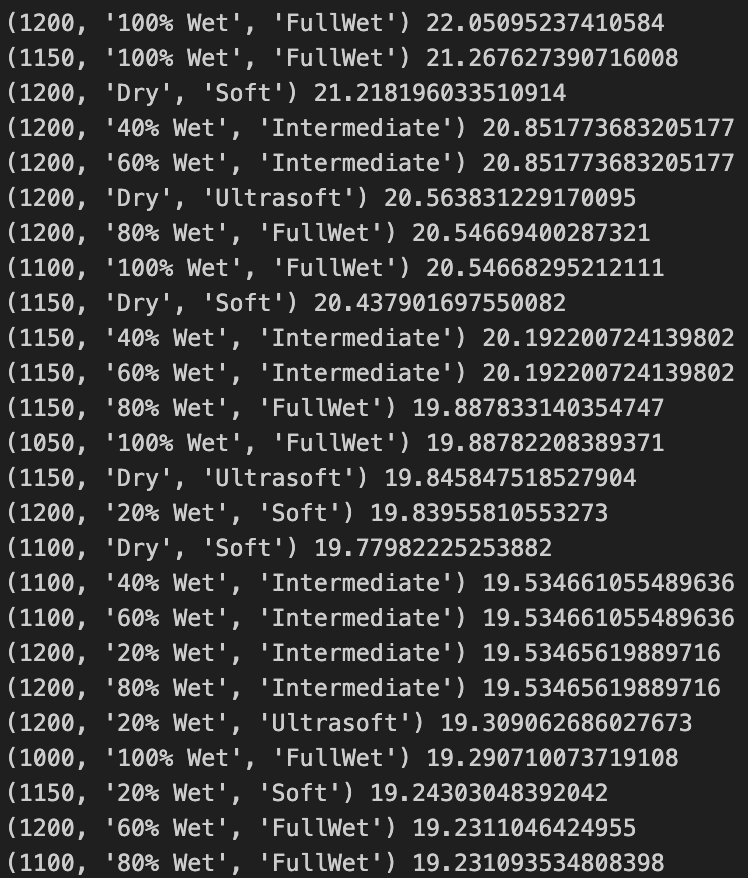 (1200, '100% Wet', 'FullWet') 22.05095237410584
(1150, '100% Wet', 'FullWet') 21.267627390716008
(1200, 'Dry', 'Soft') 21.218196033510914
(1200, '40% Wet', 'Intermediate') 20.851773683205177
(1200, '60% Wet', 'Intermediate') 20.851773683205177
(1200, 'Dry', 'Ultrasoft') 20.563831229170095
(1200, '80% Wet', 'FullWet') 20.54669400287321
(1100, '100% Wet', 'FullWet') 20.54668295212111
(1150, 'Dry', 'Soft') 20.437901697550082
(1150, '40% Wet', 'Intermediate') 20.192200724139802
(1150, '60% Wet', 'Intermediate') 20.192200724139802
(1150, '80% Wet', 'FullWet') 19.887833140354747
(1050, '100% Wet', 'FullWet') 19.88782208389371
(1150, 'Dry', 'Ultrasoft') 19.845847518527904
(1200, '20% Wet', 'Soft') 19.83955810553273
(1100, 'Dry', 'Soft') 19.77982225253882
(1100, '40% Wet', 'Intermediate') 19.534661055489636
(1100, '60% Wet', 'Intermediate') 19.534661055489636
(1200, '20% Wet', 'Intermediate') 19.53465619889716
(1200, '80% Wet', 'Intermediate') 19.53465619889716
(1200, '20% Wet', 'Ultrasoft') 19.309062686027673
(1000, '100% Wet', 'FullWet') 19.290710073719108
(1150, '20% Wet', 'Soft') 19.24303048392042
(1200, '60% Wet', 'FullWet') 19.2311046424955
(1100, '80% Wet', 'FullWet') 19.231093534808398